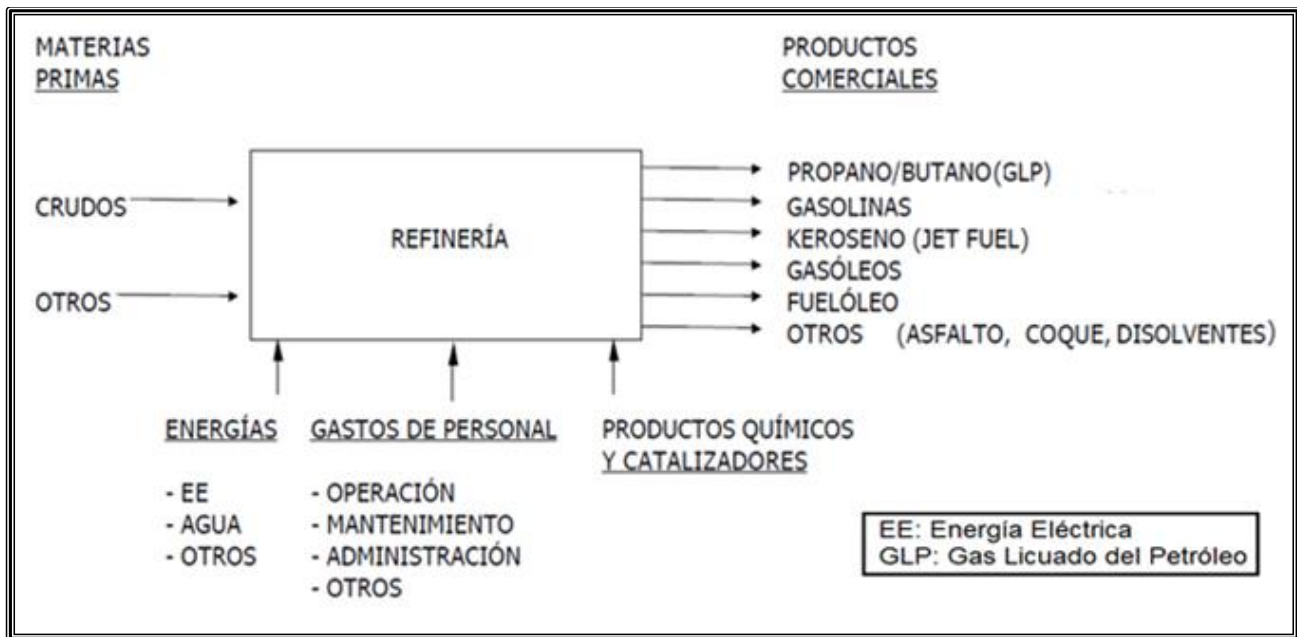 MATERIAS
PRIMAS
PRODUCTOS
COMERCIALES
CRUDOS
OTROS
REFINERÍA
PROPANO/BUTANO(GLP)
GASOLINAS
KEROSENO (JET FUEL)
GASÓLEOS
FUELÓLEO
OTROS (ASFALTO, COQUE, DISOLVENTES)
ENERGÍAS
- EE
- AGUA
- OTROS
GASTOS DE PERSONAL
- OPERACIÓN
- MANTENIMIENTO
- ADMINISTRACIÓN
- OTROS
PRODUCTOS QUÍMICOS
Y CATALIZADORES
EE: Energía Eléctrica
GLP: Gas Licuado del Petróleo